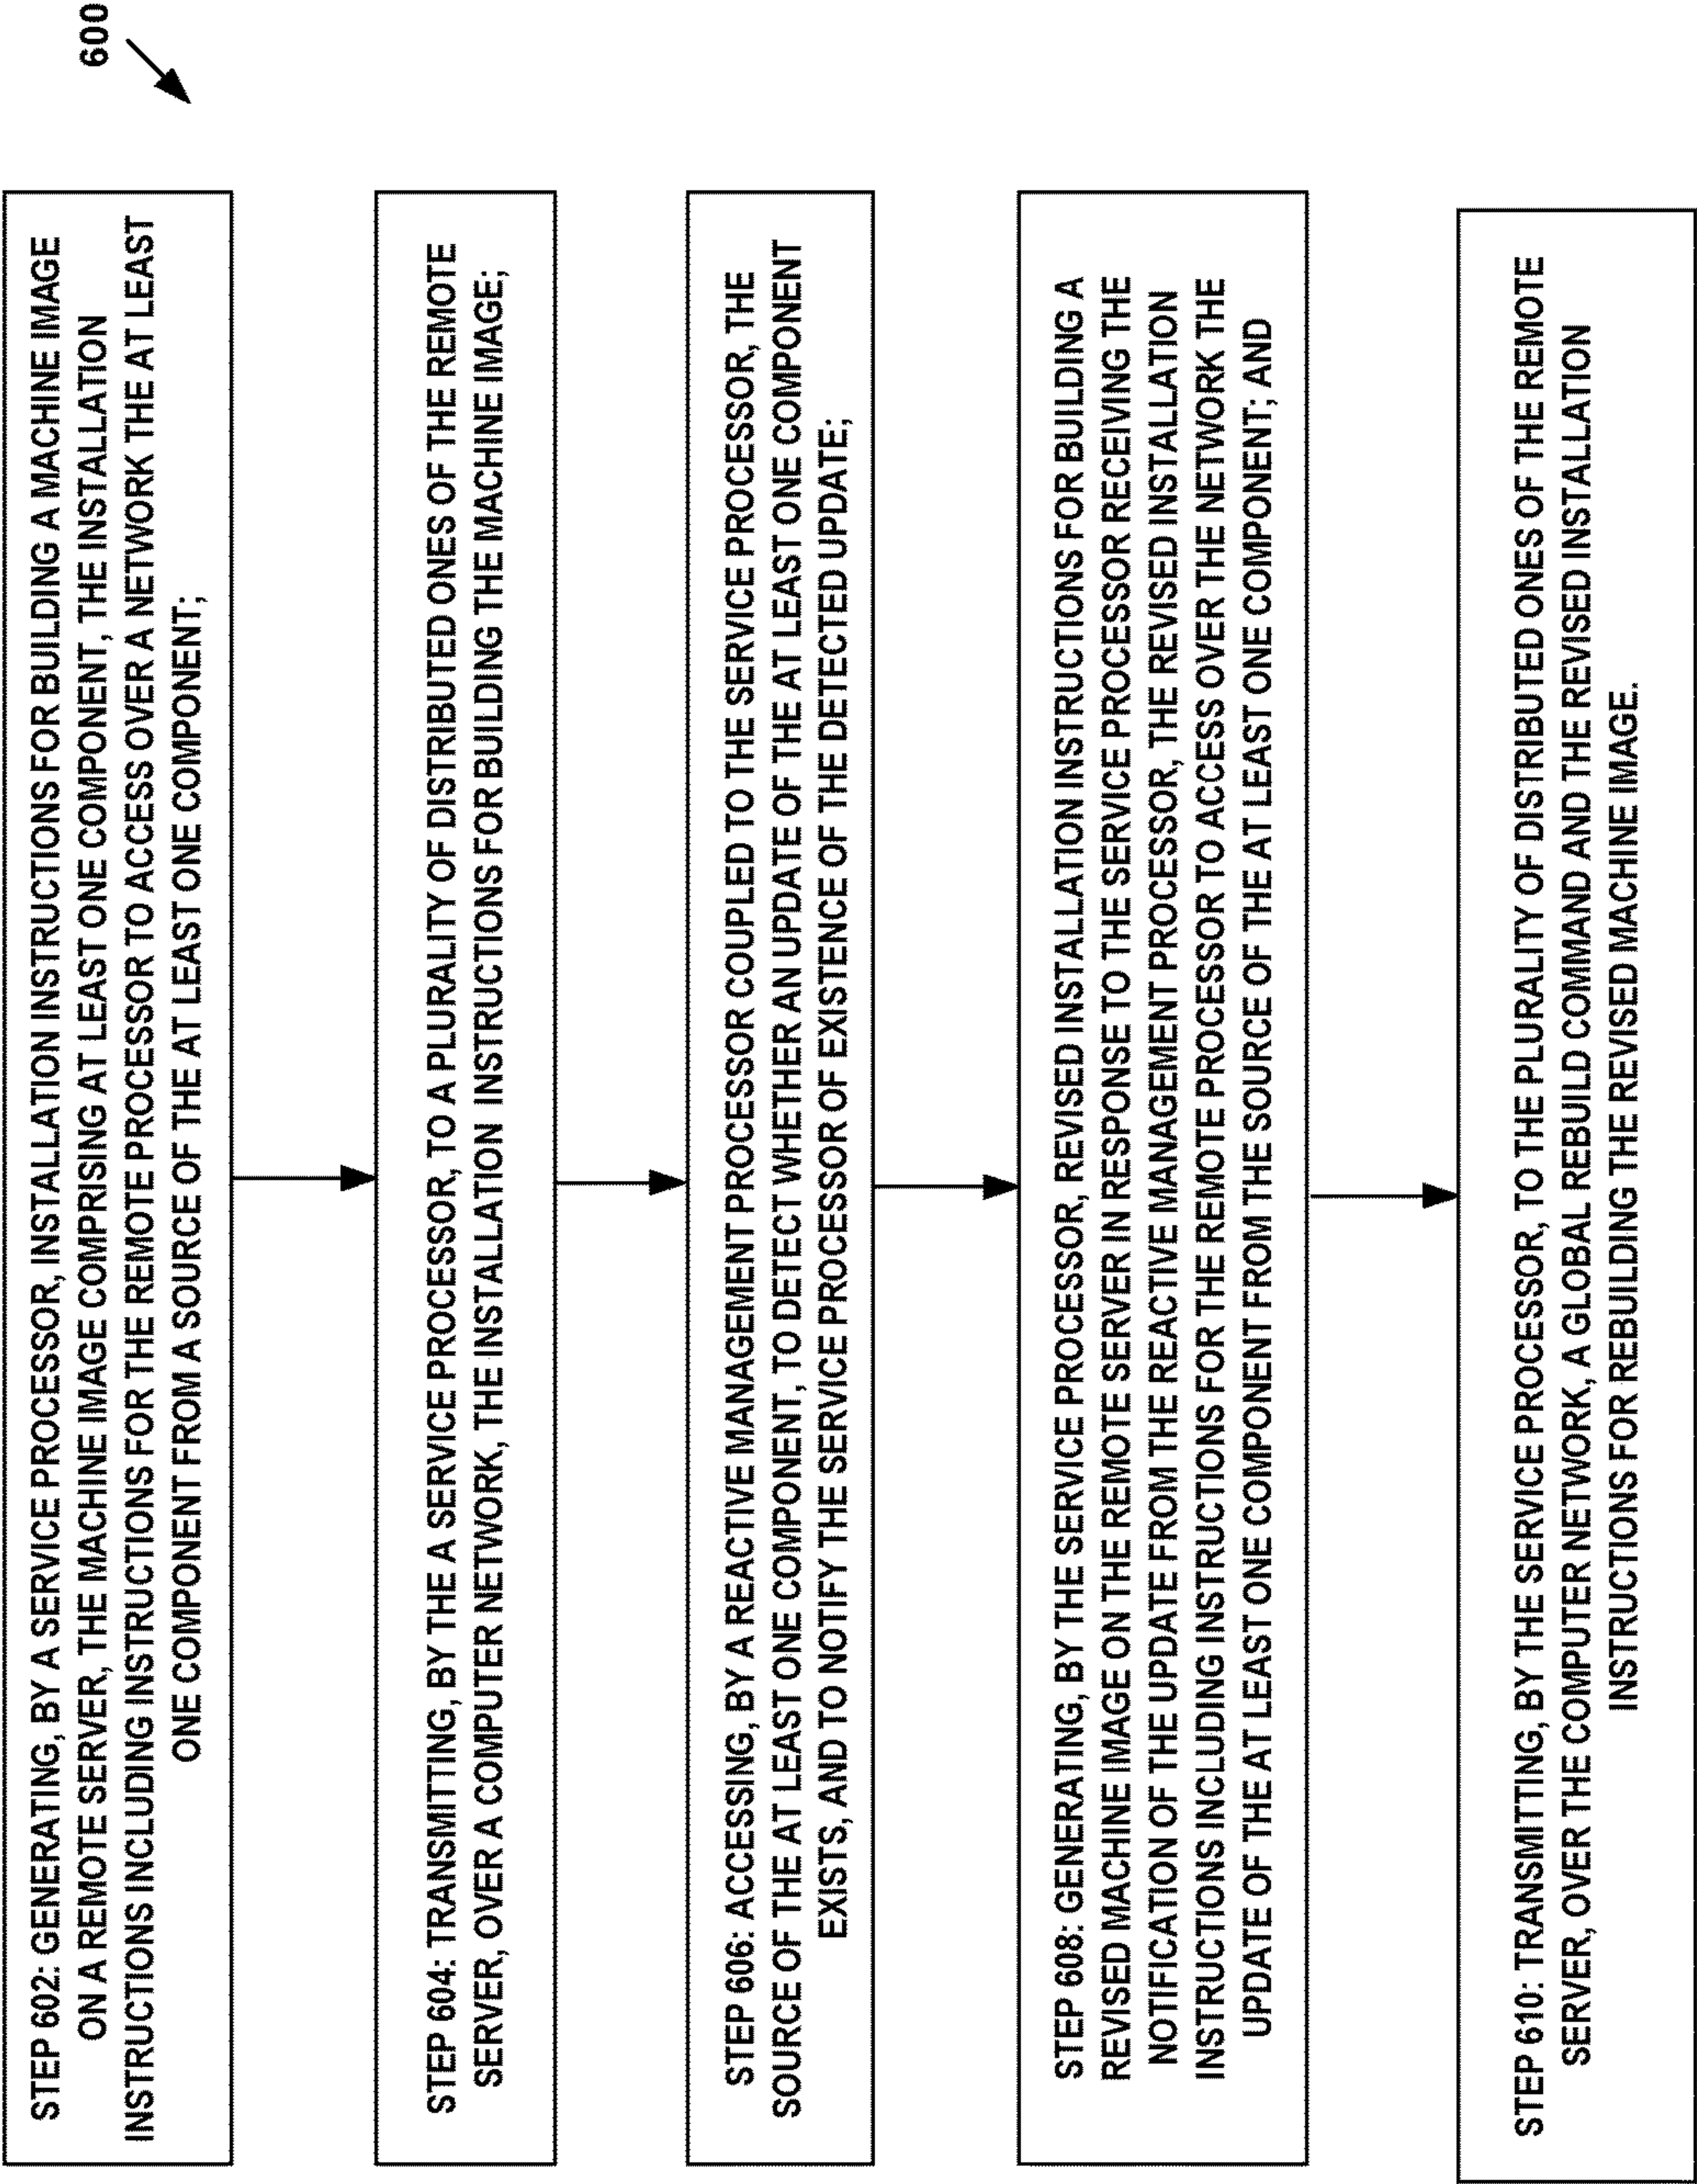 600
STEP 602: GENERATING, BY A SERVICE PROCESSOR, INSTALLATION INSTRUCTIONS FOR BUILDING A MACHINE IMAGE
ON A REMOTE SERVER, THE MACHINE IMAGE COMPRISING AT LEAST ONE COMPONENT, THE INSTALLATION
INSTRUCTIONS INCLUDING INSTRUCTIONS FOR THE REMOTE PROCESSOR TO ACCESS OVER A NETWORK THE AT LEAST
ONE COMPONENT FROM A SOURCE OF THE AT LEAST ONE COMPONENT;
STEP 604: TRANSMITTING, BY THE A SERVICE PROCESSOR, TO A PLURALITY OF DISTRIBUTED ONES OF THE REMOTE
SERVER, OVER A COMPUTER NETWORK, THE INSTALLATION INSTRUCTIONS FOR BUILDING THE MACHINE IMAGE;
STEP 606: ACCESSING, BY A REACTIVE MANAGEMENT PROCESSOR COUPLED TO THE SERVICE PROCESSOR, THE
SOURCE OF THE AT LEAST ONE COMPONENT, TO DETECT WHETHER AN UPDATE OF THE AT LEAST ONE COMPONENT
EXISTS, AND TO NOTIFY THE SERVICE PROCESSOR OF EXISTENCE OF THE DETECTED UPDATE;
STEP 608: GENERATING, BY THE SERVICE PROCESSOR, REVISED INSTALLATION INSTRUCTIONS FOR BUILDING A
REVISED MACHINE IMAGE ON THE REMOTE SERVER IN RESPONSE TO THE SERVICE PROCESSOR RECEIVING THE
NOTIFICATION OF THE UPDATE FROM THE REACTIVE MANAGEMENT PROCESSOR, THE REVISED INSTALLATION
INSTRUCTIONS INCLUDING INSTRUCTIONS FOR THE REMOTE PROCESSOR TO ACCESS OVER THE NETWORK THE
UPDATE OF THE AT LEAST ONE COMPONENT FROM THE SOURCE OF THE AT LEAST ONE COMPONENT; AND
STEP 610: TRANSMITTING, BY THE SERVICE PROCESSOR, TO THE PLURALITY OF DISTRIBUTED ONES OF THE REMOTE
SERVER, OVER THE COMPUTER NETWORK, A GLOBAL REBUILD COMMAND AND THE REVISED INSTALLATION
INSTRUCTIONS FOR REBUILDING THE REVISED MACHINE IMAGE.